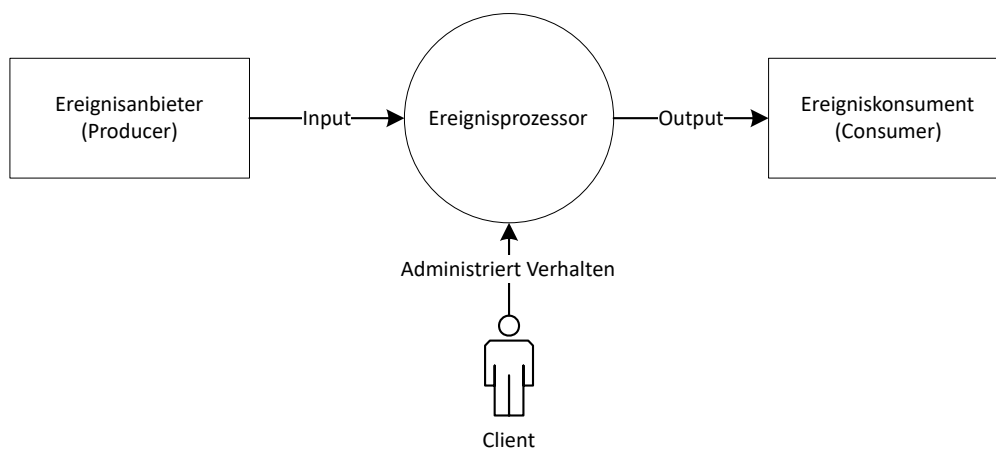 Ereignisanbieter
(Producer)
Input
Ereignisprozessor
Output
Ereigniskonsument
(Consumer)
Administriert Verhalten
Client